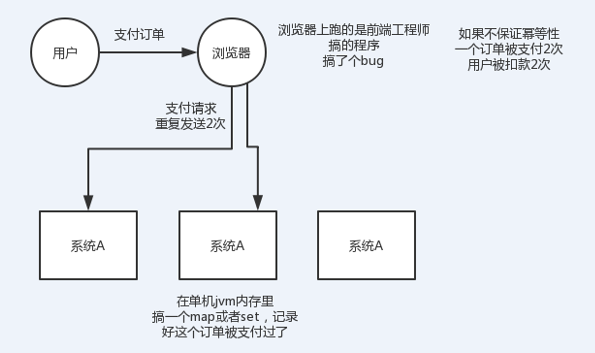 支付订单
用户
浏览器
浏览器上跑的是前端工程师
搞的程序
搞了个bug
如果不保证幂等性
一个订单被支付2次
用户被扣款2次
支付请求
重复发送2次
系统A
系统A
系统A
在单机jvm内存里
搞一个map或者set，记录
好这个订单被支付过了